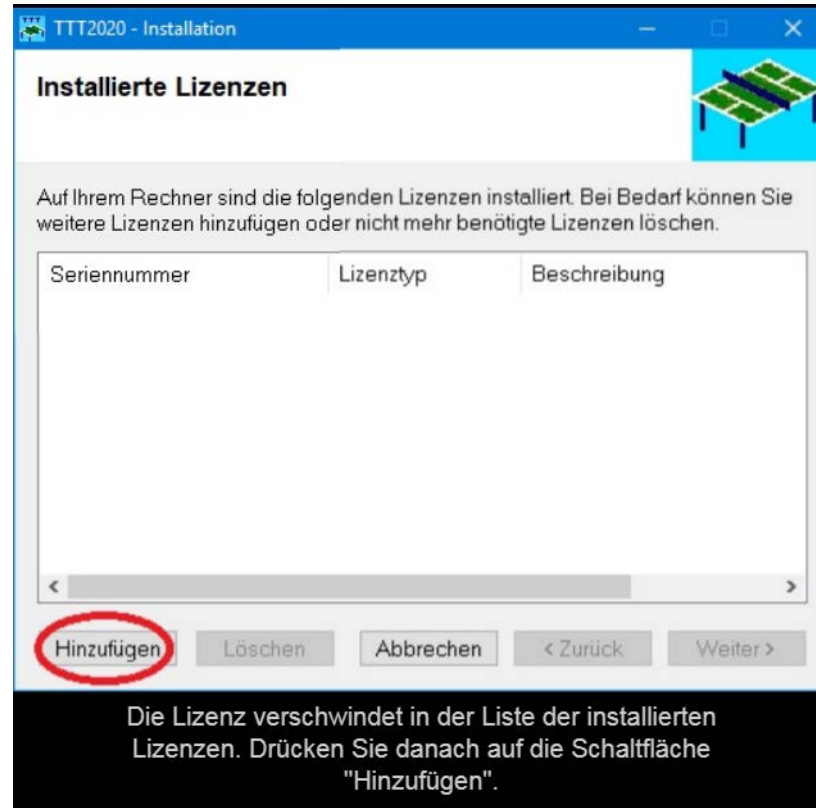 TTT2020 - Installation
Installierte Lizenzen
Auf Ihrem Rechner sind die folgenden Lizenzen installiert. Bei Bedarf können Sie
weitere Lizenzen hinzufügen oder nicht mehr benötigte Lizenzen löschen.
Seriennummer Lizenztyp Beschreibung
Hinzufügen Löschen Abbrechen < Zurück Weiter >
Die Lizenz verschwindet in der Liste der installierten
Lizenzen. Drücken Sie danach auf die Schaltfläche
"Hinzufügen".